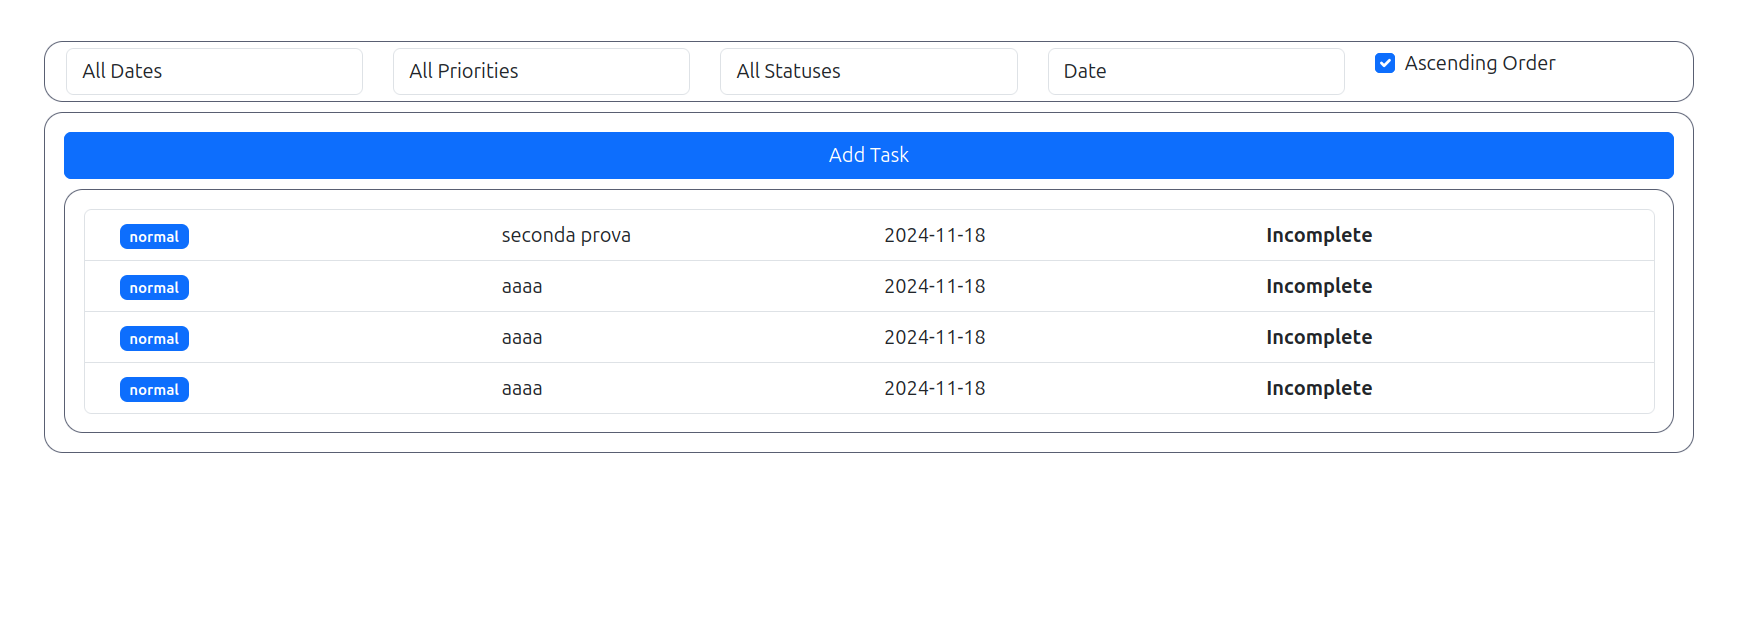 All Dates All Priorities All Statuses Date Ascending Order
Add Task
normal seconda prova 2024-11-18 Incomplete
normal aaaa 2024-11-18 Incomplete
normal aaaa 2024-11-18 Incomplete
normal aaaa 2024-11-18 Incomplete